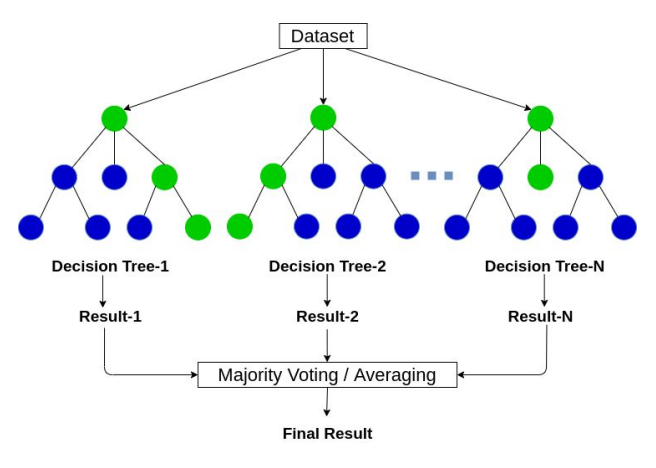 Dataset
Decision Tree-1
Decision Tree-2
Decision Tree-N
Result-1
Result-2
Result-N
Majority Voting / Averaging
Final Result